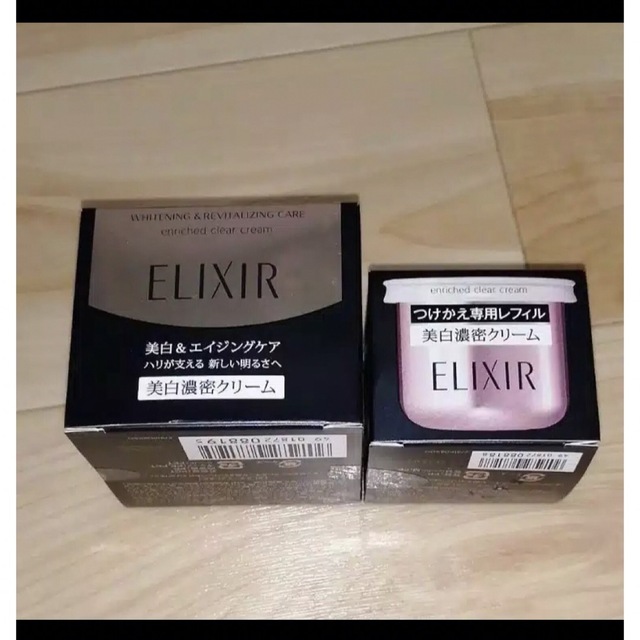 WHITENING & REVITALIZING CARE
enriched clear cream
ELIXIR
美白&エイジングケア
ハリが支える 新しい明るさへ
美白濃密クリーム
enriched clear cream
つけかえ専用レフィル
美白濃密クリーム
ELIXIR